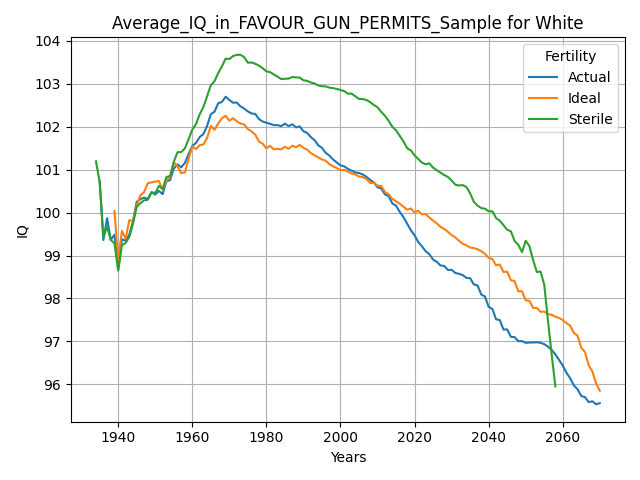 Average_IQ_in_FAVOUR_GUN_PERMITS_Sample for White
104
103
102
101
100
99
98
97
96
IQ
1940
1960
1980
2000
2020
2040
2060
Years
Fertility
Actual
Ideal
Sterile